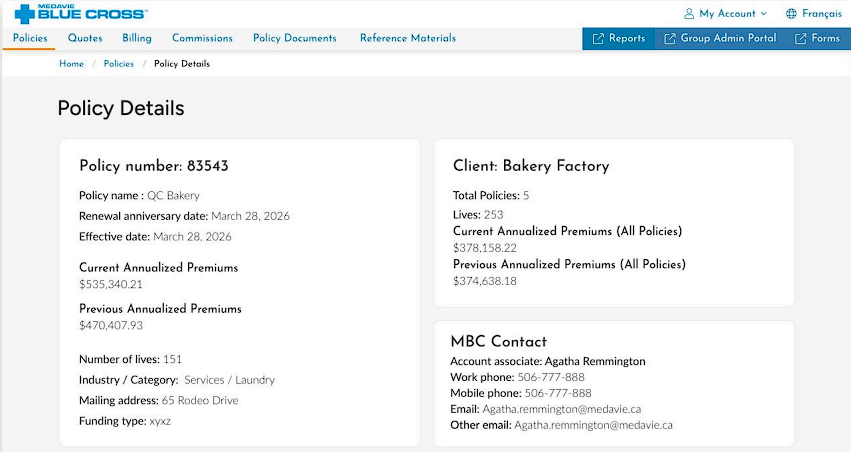 MEDAVIE
BLUE CROSS™
My Account
Français
Policies Quotes Billing Commissions Policy Documents Reference Materials Reports Group Admin Portal Forms
Home / Policies / Policy Details
Policy Details
Policy number: 83543
Policy name : QC Bakery
Renewal anniversary date: March 28, 2026
Effective date: March 28, 2026
Current Annualized Premiums
$535,340.21
Previous Annualized Premiums
$470,407.93
Number of lives: 151
Industry / Category: Services / Laundry
Mailing address: 65 Rodeo Drive
Funding type: xyxz
Client: Bakery Factory
Total Policies: 5
Lives: 253
Current Annualized Premiums (All Policies)
$378,158.22
Previous Annualized Premiums (All Policies)
$374,638.18
MBC Contact
Account associate: Agatha Remmington
Work phone: 506-777-888
Mobile phone: 506-777-888
Email: Agatha.remmington@medavie.ca
Other email: Agatha.remmington@medavie.ca